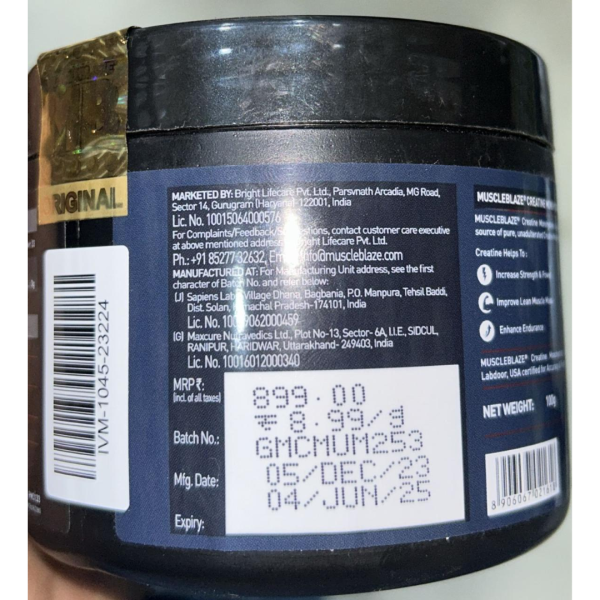 RIGINAL
IVM-1045-23224
MARKETED BY: Bright Lifecare Pvt. Ltd., Parsvnath Arcadia, MG Road,
Sector 14, Gurugram (Haryana)-122001, India
Lic. No. 10015064000576
For Complaints/Feedback/Suggestions, contact customer care executive
at above mentioned address Bright Lifecare Pvt. Ltd.
Ph.: +91 85277 32632, Email info@muscleblaze.com
MANUFACTURED AT: For Manufacturing Unit address, see the first
character of Batch No. and refer below:
(J) Sapiens Labs Village Dhana, Bagbania, P.O. Manpura, Tehsil Baddi,
Dist. Solan, Himachal Pradesh-174101, India
Lic. No.
(G) Maxcure Nutravedics Ltd., Plot No-13, Sector- 6A, I.I.E., SIDCUL,
RANIPUR, HARIDWAR, Uttarakhand- 249403, India
Lic. No. 10016012000340
MRP₹:
(incl. of all taxes)
899.00
₹ 8.99/g
Batch No.:
GMCMUM253
Mfg. Date:
05/DEC/23
Expiry:
04/JUN/25
MUSCLEBLAZE® CREATINE
MUSCLEBLAZE® Creatine
source of pure, unadulterated
Creatine Helps To:
Increase Strength &
Improve Lean Muscle
Enhance Endurance
MUSCLEBLAZE® Creatine
Labdoor, USA certified for
NET WEIGHT: 100g